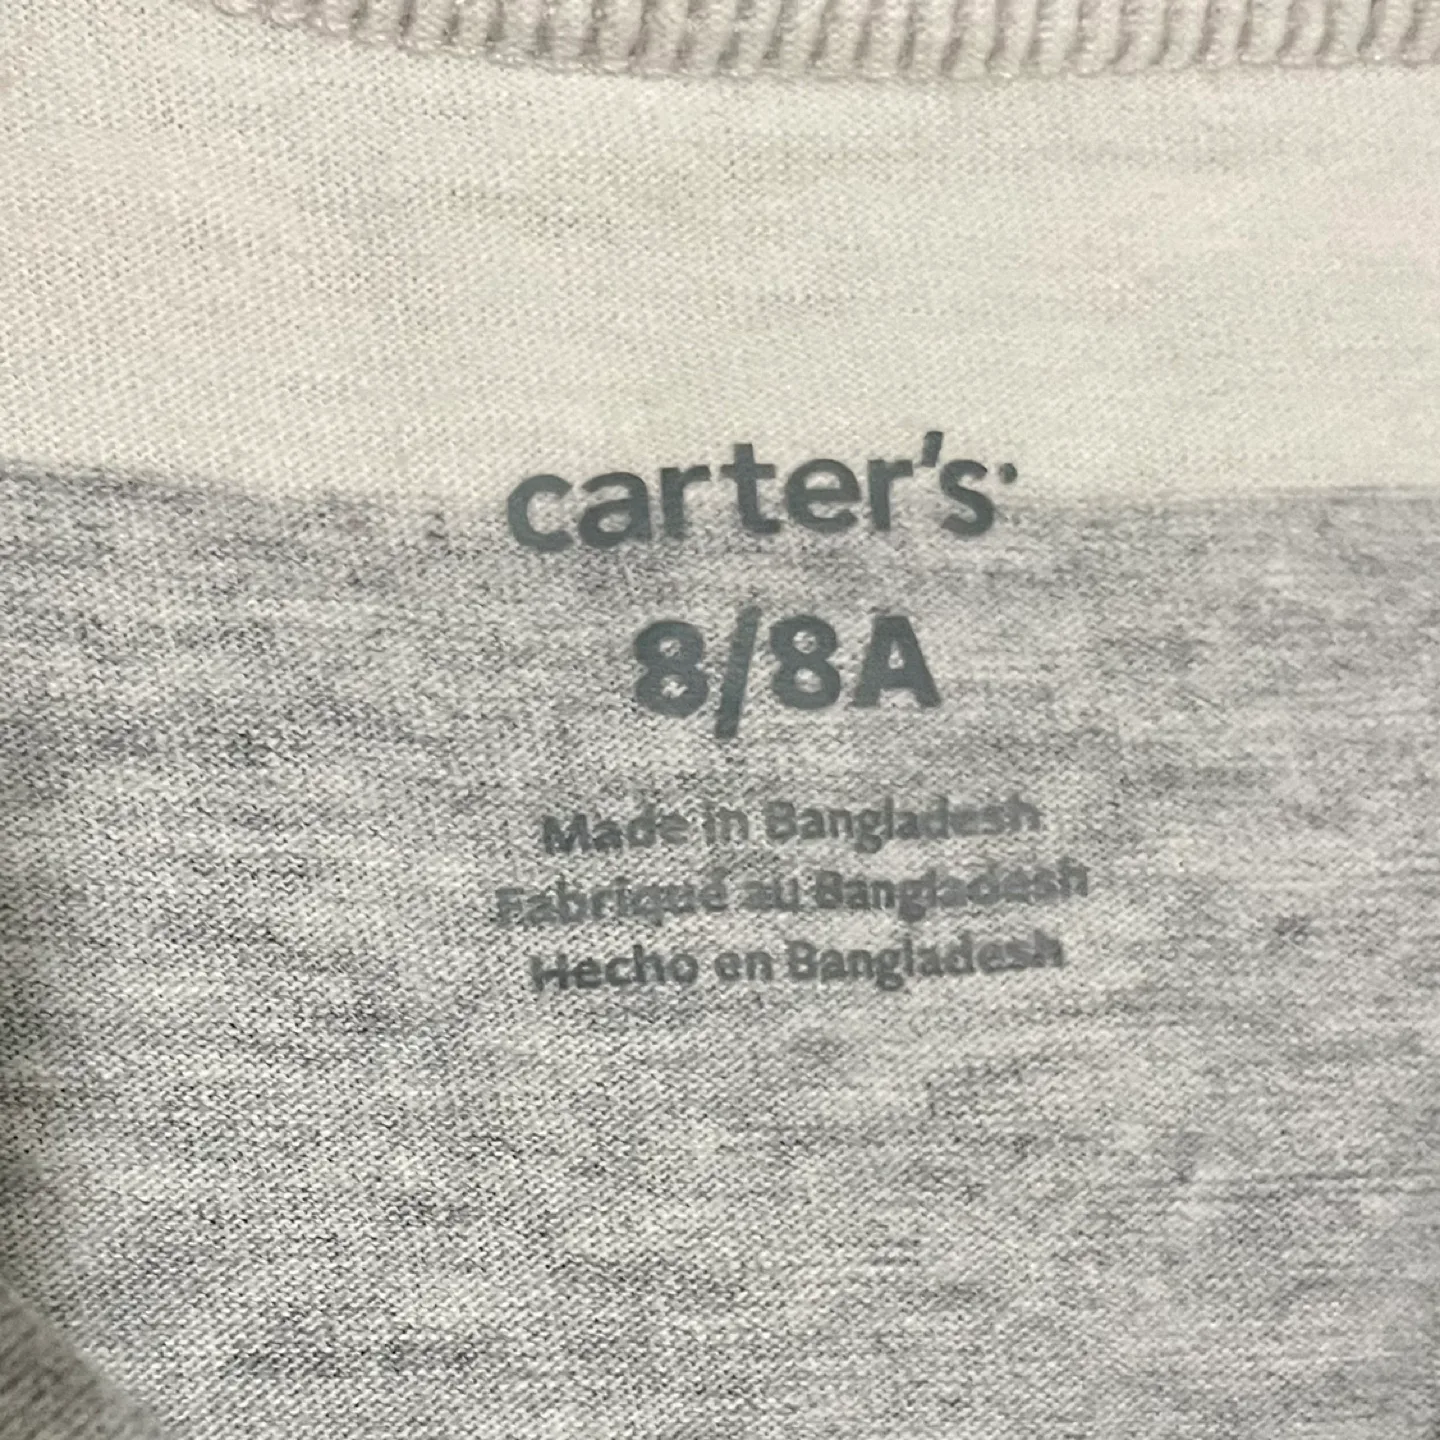 carter's
8/8A
Made in Bangladesh
Fabriqué au Bangladesh
Hecho en Bangladesh